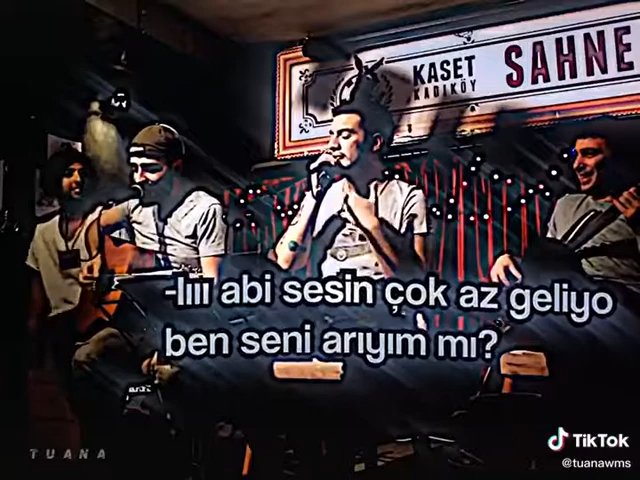 KASET
KADIKÖY
SAHNE
-Iııı abi sesin çok az geliyo
ben seni arıyım mı?
TUANA
TikTok
@tuanawms